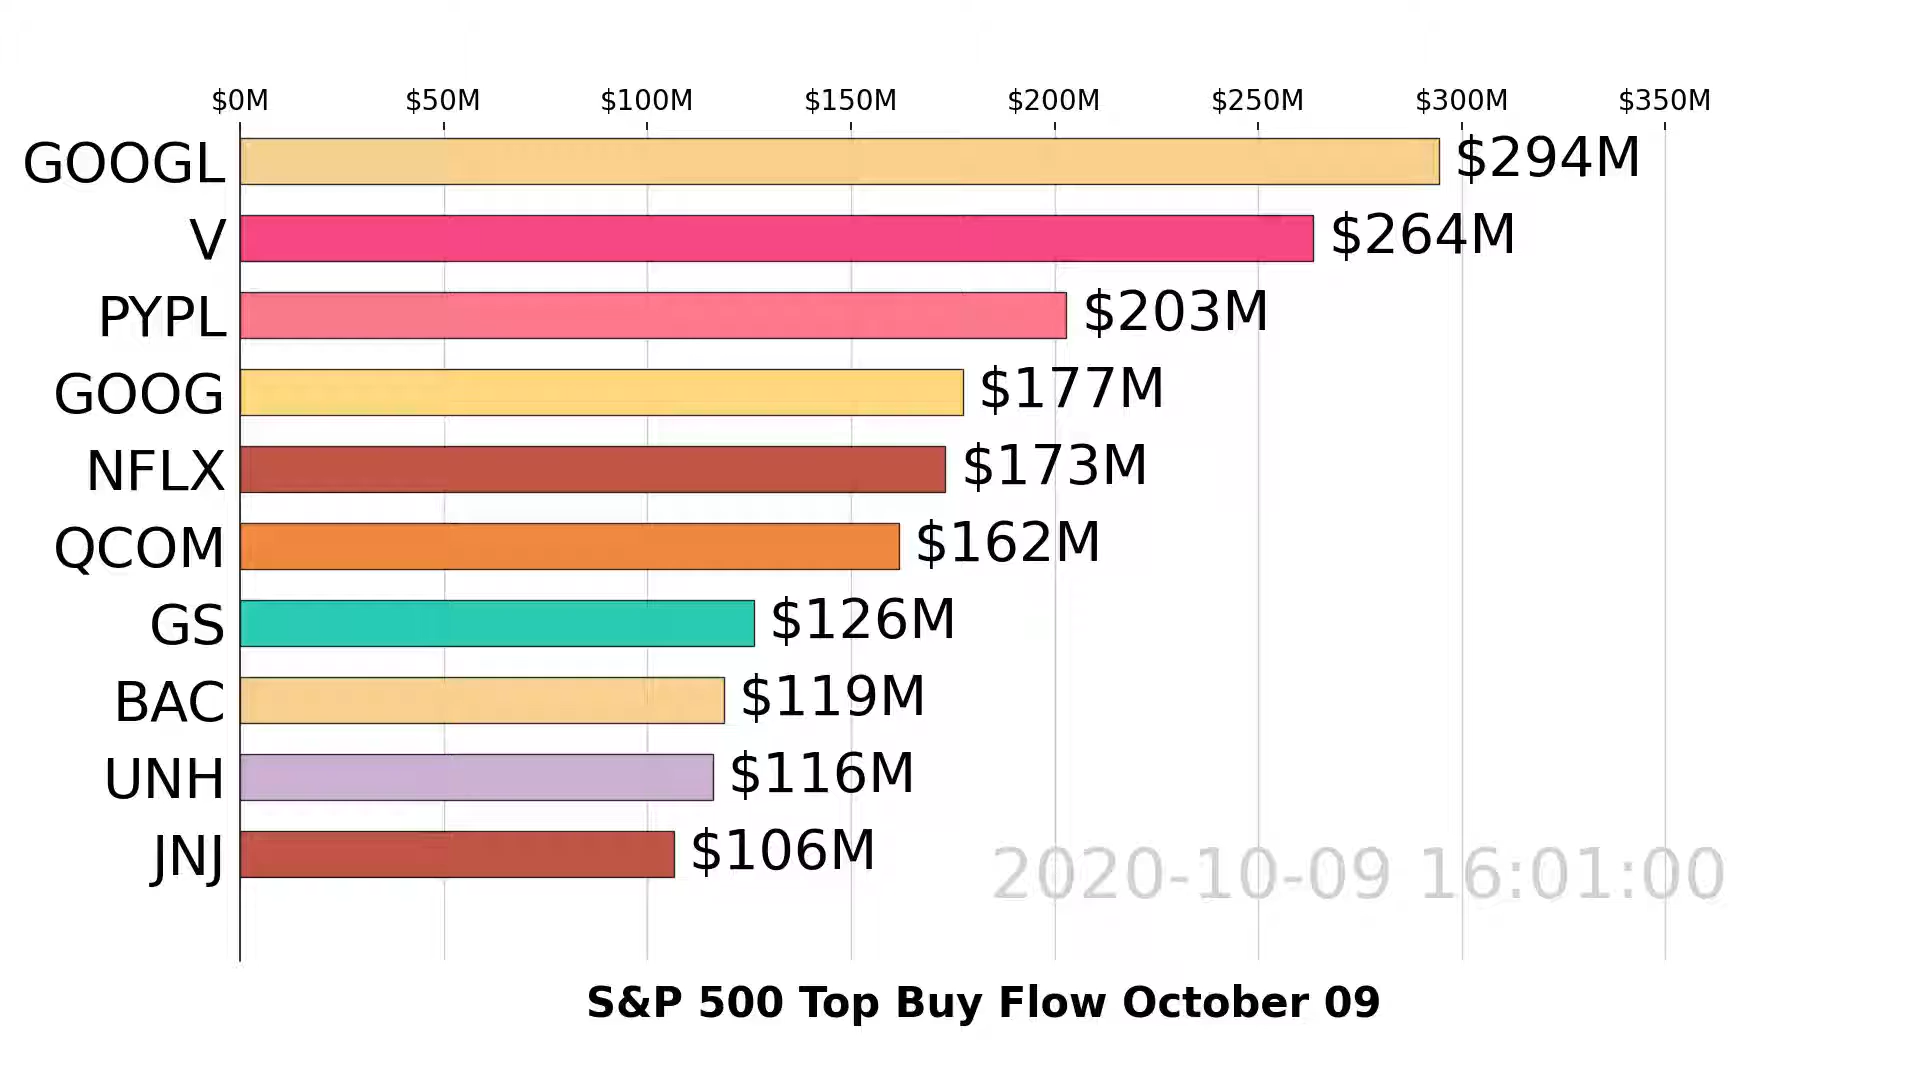 $0M $50M $100M $150M $200M $250M $300M $350M
GOOGL $294M
V $264M
PYPL $203M
GOOG $177M
NFLX $173M
QCOM $162M
GS $126M
BAC $119M
UNH $116M
JNJ $106M
2020-10-09 16:01:00
S&P 500 Top Buy Flow October 09